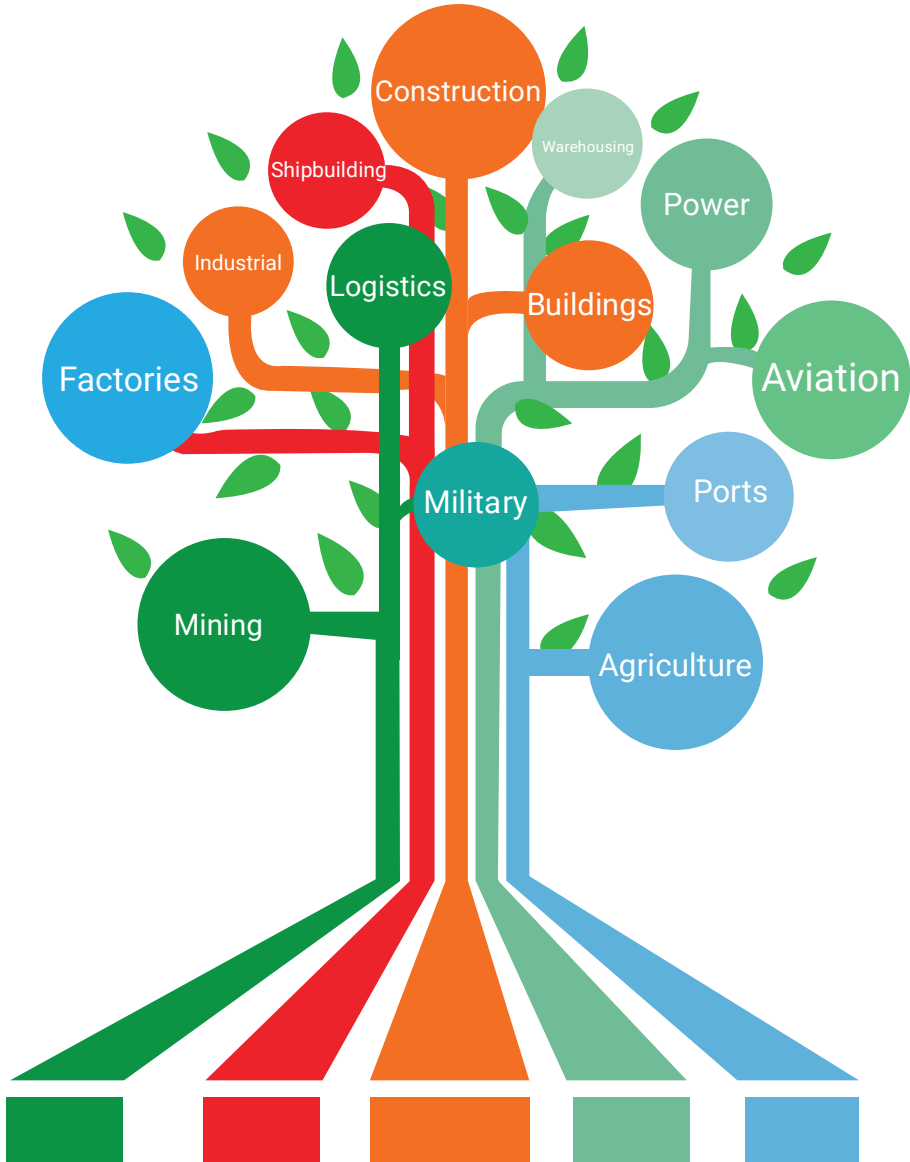 Construction
Warehousing
Shipbuilding
Power
Industrial
Logistics
Buildings
Factories
Aviation
Military
Ports
Mining
Agriculture